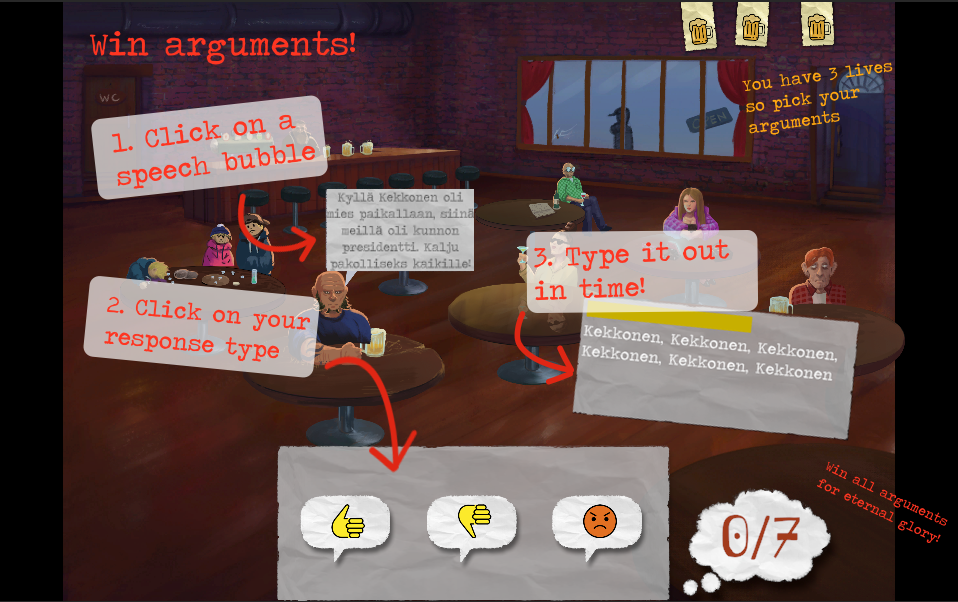 Win arguments!
You have 3 lives
so pick your
arguments
WC
OPEN
1. Click on a
speech bubble
Kyllä Kekkonen oli
mies paikallaan, siinä
meillä oli kunnon
presidentti. Kalju
pakolliseksi kaikille!
3. Type it out
in time!
2. Click on your
response type
Kekkonen, Kekkonen, Kekkonen,
Kekkonen, Kekkonen, Kekkonen
Win all arguments
for eternal glory!
0/7